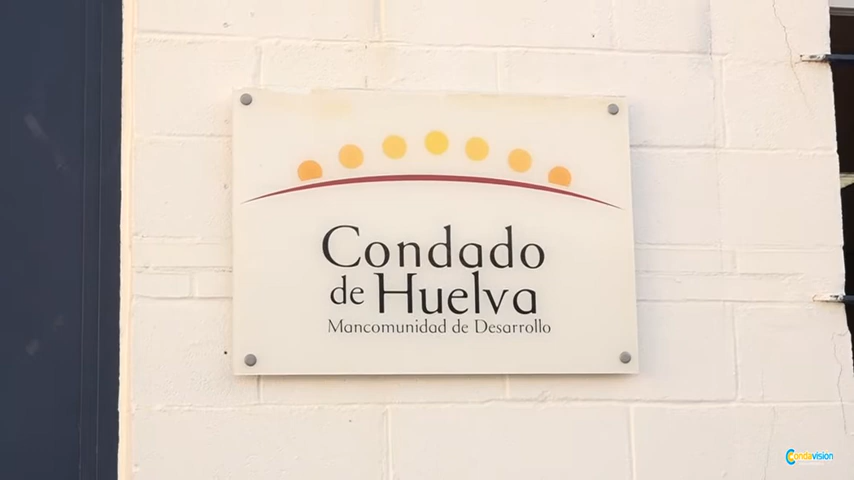 Condado
de Huelva
Mancomunidad de Desarrollo
Condavision